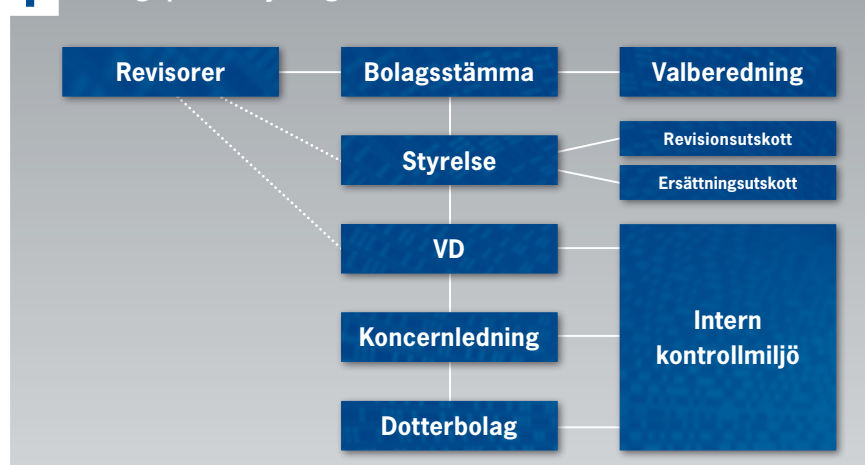 Revisorer
Bolagsstämma
Valberedning
Styrelse
Revisionsutskott
Ersättningsutskott
VD
Koncernledning
Intern
kontrollmiljö
Dotterbolag